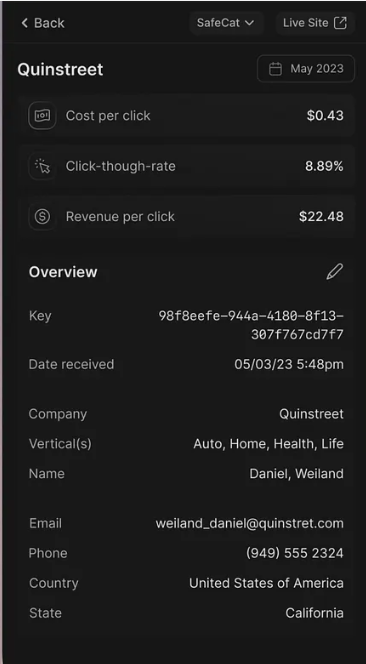 Back SafeCat Live Site
Quinstreet May 2023
Cost per click $0.43
Click-though-rate 8.89%
Revenue per click $22.48
Overview
Key 98f8eefe-944a-4180-8f13-
307f767cd7f7
Date received 05/03/23 5:48pm
Company Quinstreet
Vertical(s) Auto, Home, Health, Life
Name Daniel, Weiland
Email weiland_daniel@quinstret.com
Phone (949) 555 2324
Country United States of America
State California